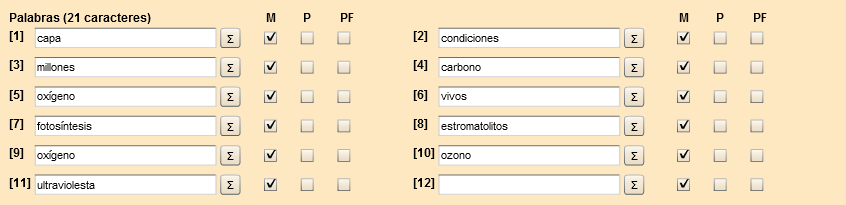 Palabras (21 caracteres) M P PF M P PF
[1] capa Σ [2] condiciones Σ
[3] millones Σ [4] carbono Σ
[5] oxígeno Σ [6] vivos Σ
[7] fotosíntesis Σ [8] estromatolitos Σ
[9] oxígeno Σ [10] ozono Σ
[11] ultraviolesta Σ [12] Σ